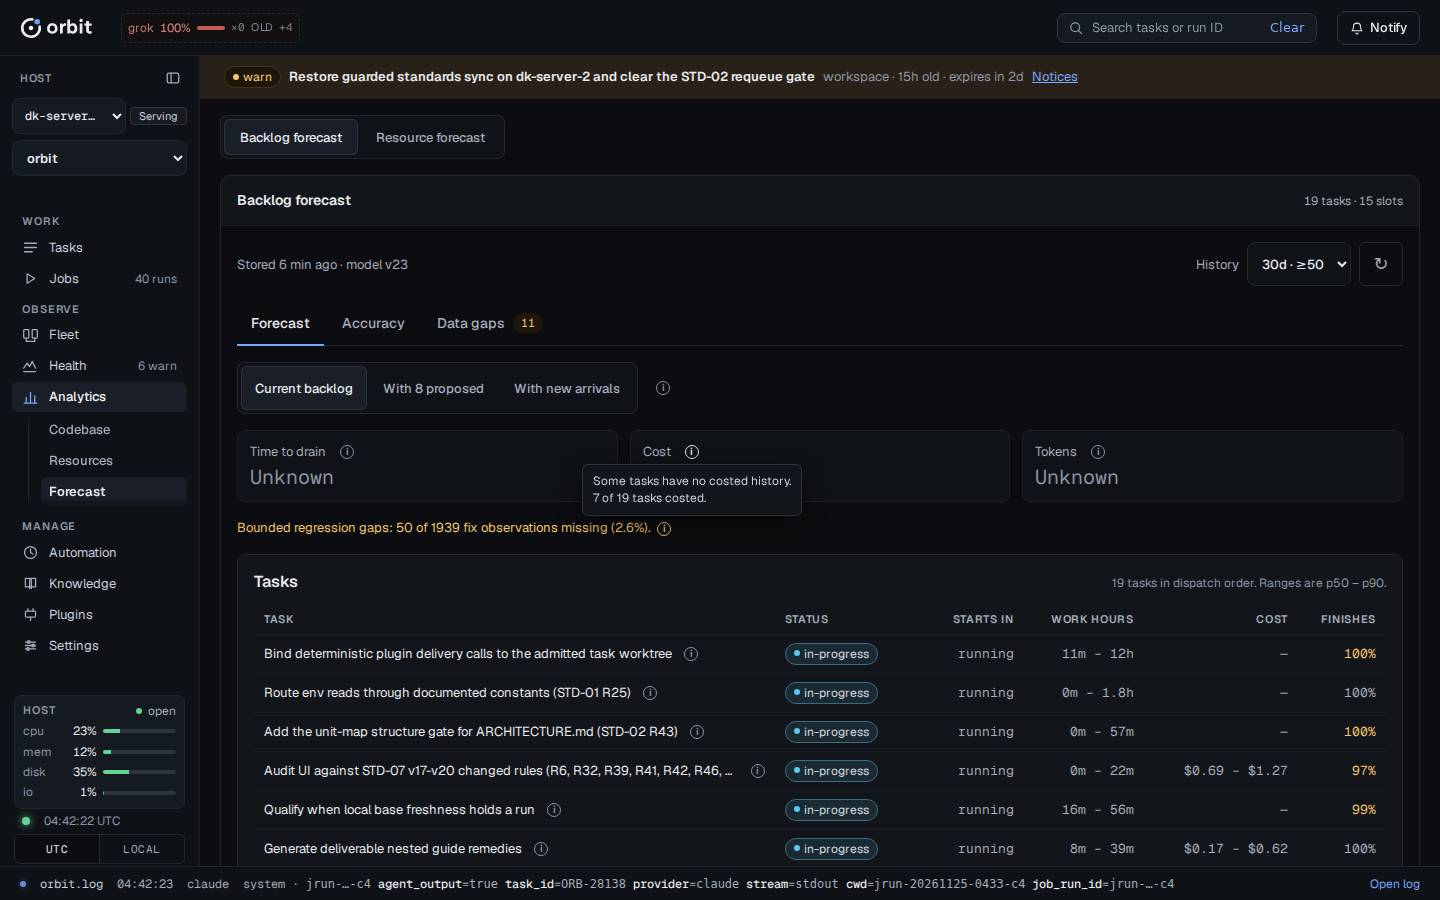 orbit
grok 100% ×0 OLD +4
Search tasks or run ID Clear
Notify
HOST
dk-server… Serving
orbit
WORK
Tasks
Jobs 40 runs
OBSERVE
Fleet
Health 6 warn
Analytics
Codebase
Resources
Forecast
MANAGE
Automation
Knowledge
Plugins
Settings
HOST open
cpu 23%
mem 12%
disk 35%
io 1%
04:42:22 UTC
UTC LOCAL
warn Restore guarded standards sync on dk-server-2 and clear the STD-02 requeue gate workspace · 15h old · expires in 2d Notices
Backlog forecast Resource forecast
Backlog forecast 19 tasks · 15 slots
Stored 6 min ago · model v23 History 30d · ≥50 ↻
Forecast Accuracy Data gaps 11
Current backlog With 8 proposed With new arrivals
Time to drain
Unknown
Cost
Tokens
Unknown
Some tasks have no costed history.
7 of 19 tasks costed.
Bounded regression gaps: 50 of 1939 fix observations missing (2.6%).
Tasks 19 tasks in dispatch order. Ranges are p50 – p90.
TASK STATUS STARTS IN WORK HOURS COST FINISHES
Bind deterministic plugin delivery calls to the admitted task worktree in-progress running 11m – 12h — 100%
Route env reads through documented constants (STD-01 R25) in-progress running 0m – 1.8h — 100%
Add the unit-map structure gate for ARCHITECTURE.md (STD-02 R43) in-progress running 0m – 57m — 100%
Audit UI against STD-07 v17-v20 changed rules (R6, R32, R39, R41, R42, R46, … in-progress running 0m – 22m $0.69 – $1.27 97%
Qualify when local base freshness holds a run in-progress running 16m – 56m — 99%
Generate deliverable nested guide remedies in-progress running 8m – 39m $0.17 – $0.62 100%
orbit.log 04:42:23 claude system · jrun-…-c4 agent_output=true task_id=ORB-28138 provider=claude stream=stdout cwd=jrun-20261125-0433-c4 job_run_id=jrun-…-c4 Open log